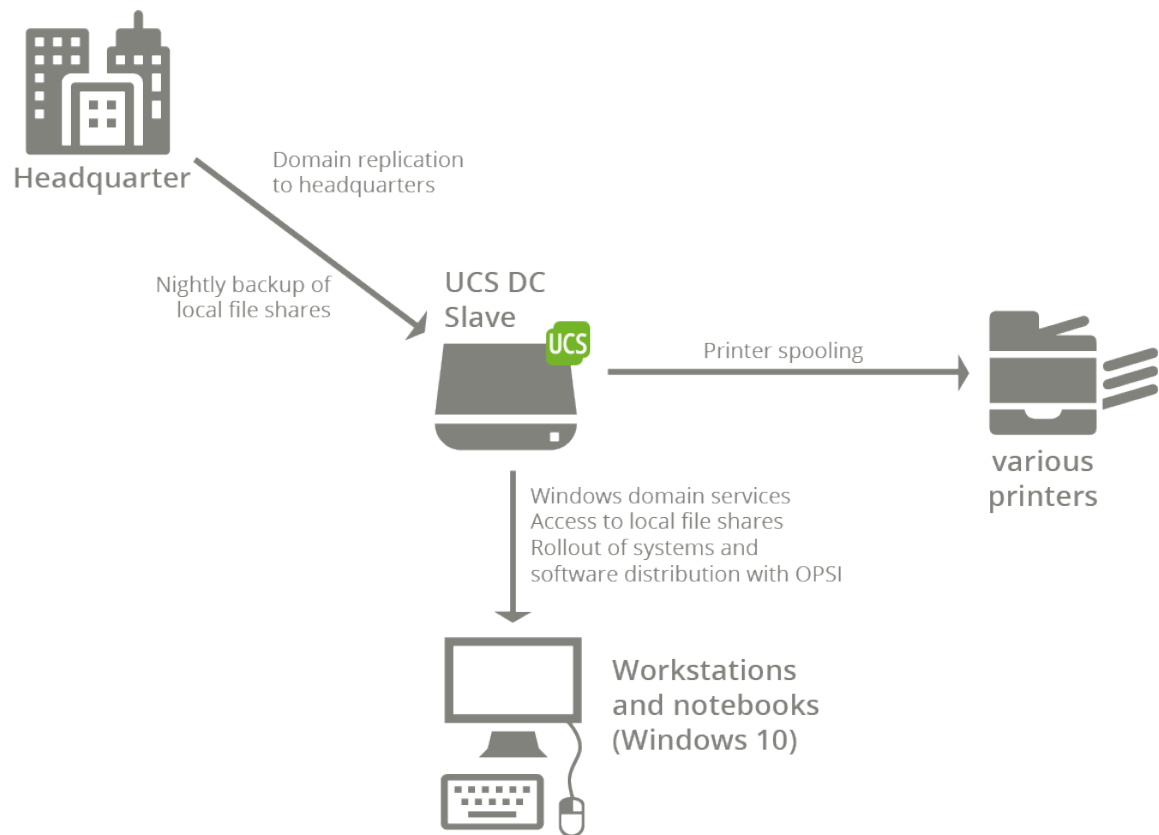 Headquarter
Domain replication
to headquarters
Nightly backup of
local file shares
UCS DC
Slave
UCS
Printer spooling
various
printers
Windows domain services
Access to local file shares
Rollout of systems and
software distribution with OPSI
Workstations
and notebooks
(Windows 10)